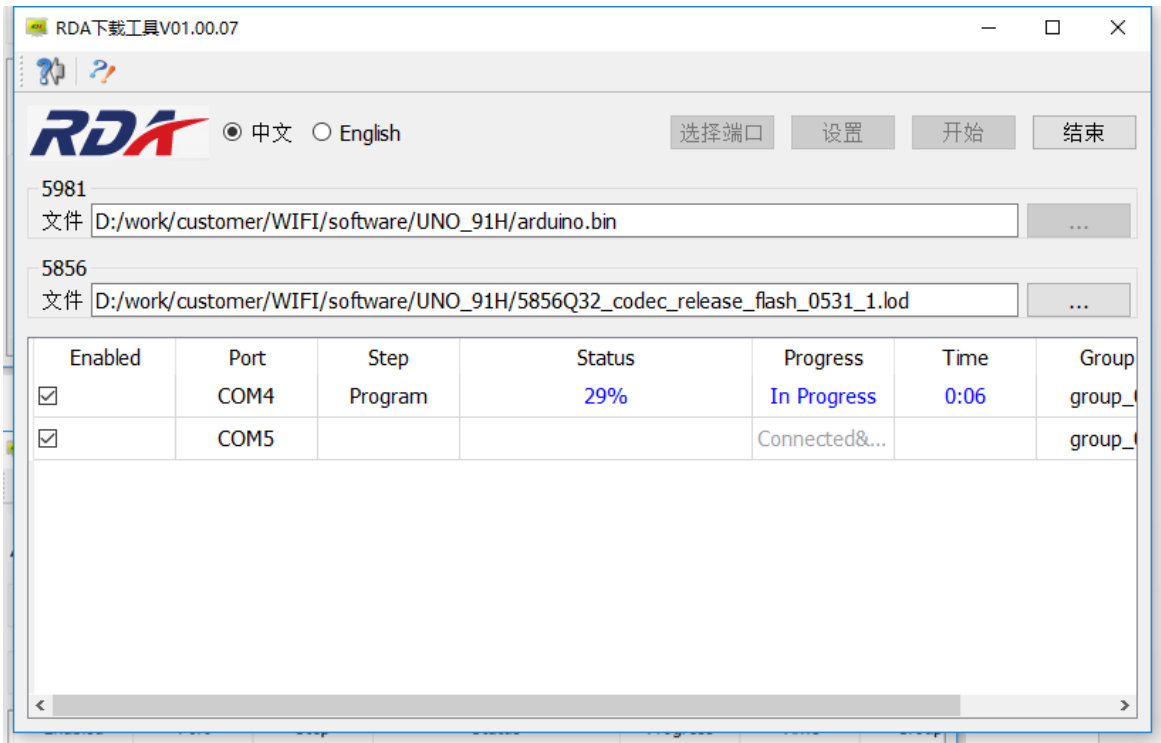 RDA下载工具V01.00.07
RDA 中文 English 选择端口 设置 开始 结束
5981
文件 D:/work/customer/WIFI/software/UNO_91H/arduino.bin ...
5856
文件 D:/work/customer/WIFI/software/UNO_91H/5856Q32_codec_release_flash_0531_1.lod ...
Enabled Port Step Status Progress Time Group
COM4 Program 29% In Progress 0:06 group_
COM5 Connected&... group_